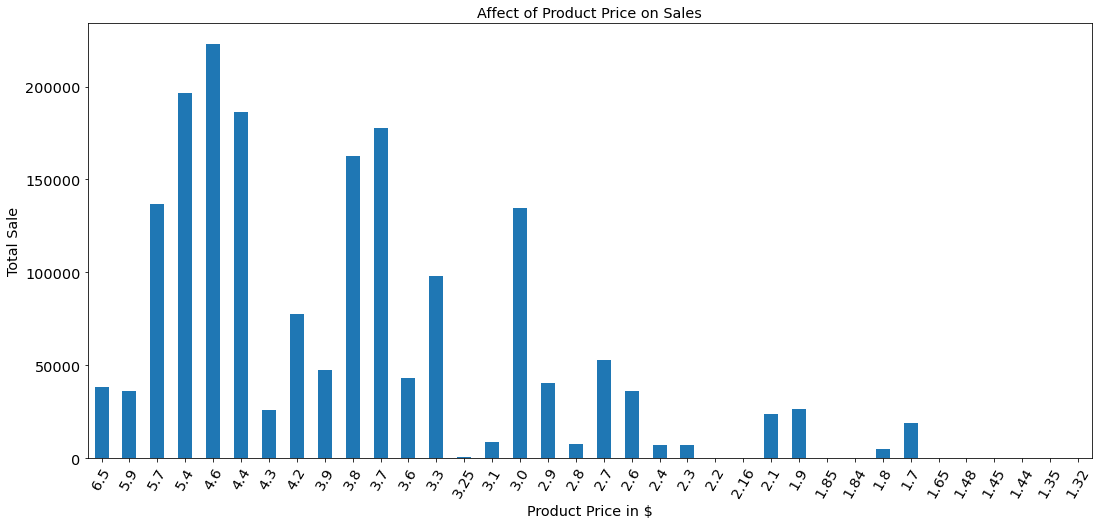 Affect of Product Price on Sales
Total Sale
200000
150000
100000
50000
0
6.5 5.9 5.7 5.4 4.6 4.4 4.3 4.2 3.9 3.8 3.7 3.6 3.3 3.25 3.1 3.0 2.9 2.8 2.7 2.6 2.4 2.3 2.2 2.16 2.1 1.9 1.85 1.84 1.8 1.7 1.65 1.48 1.45 1.44 1.35 1.32
Product Price in $